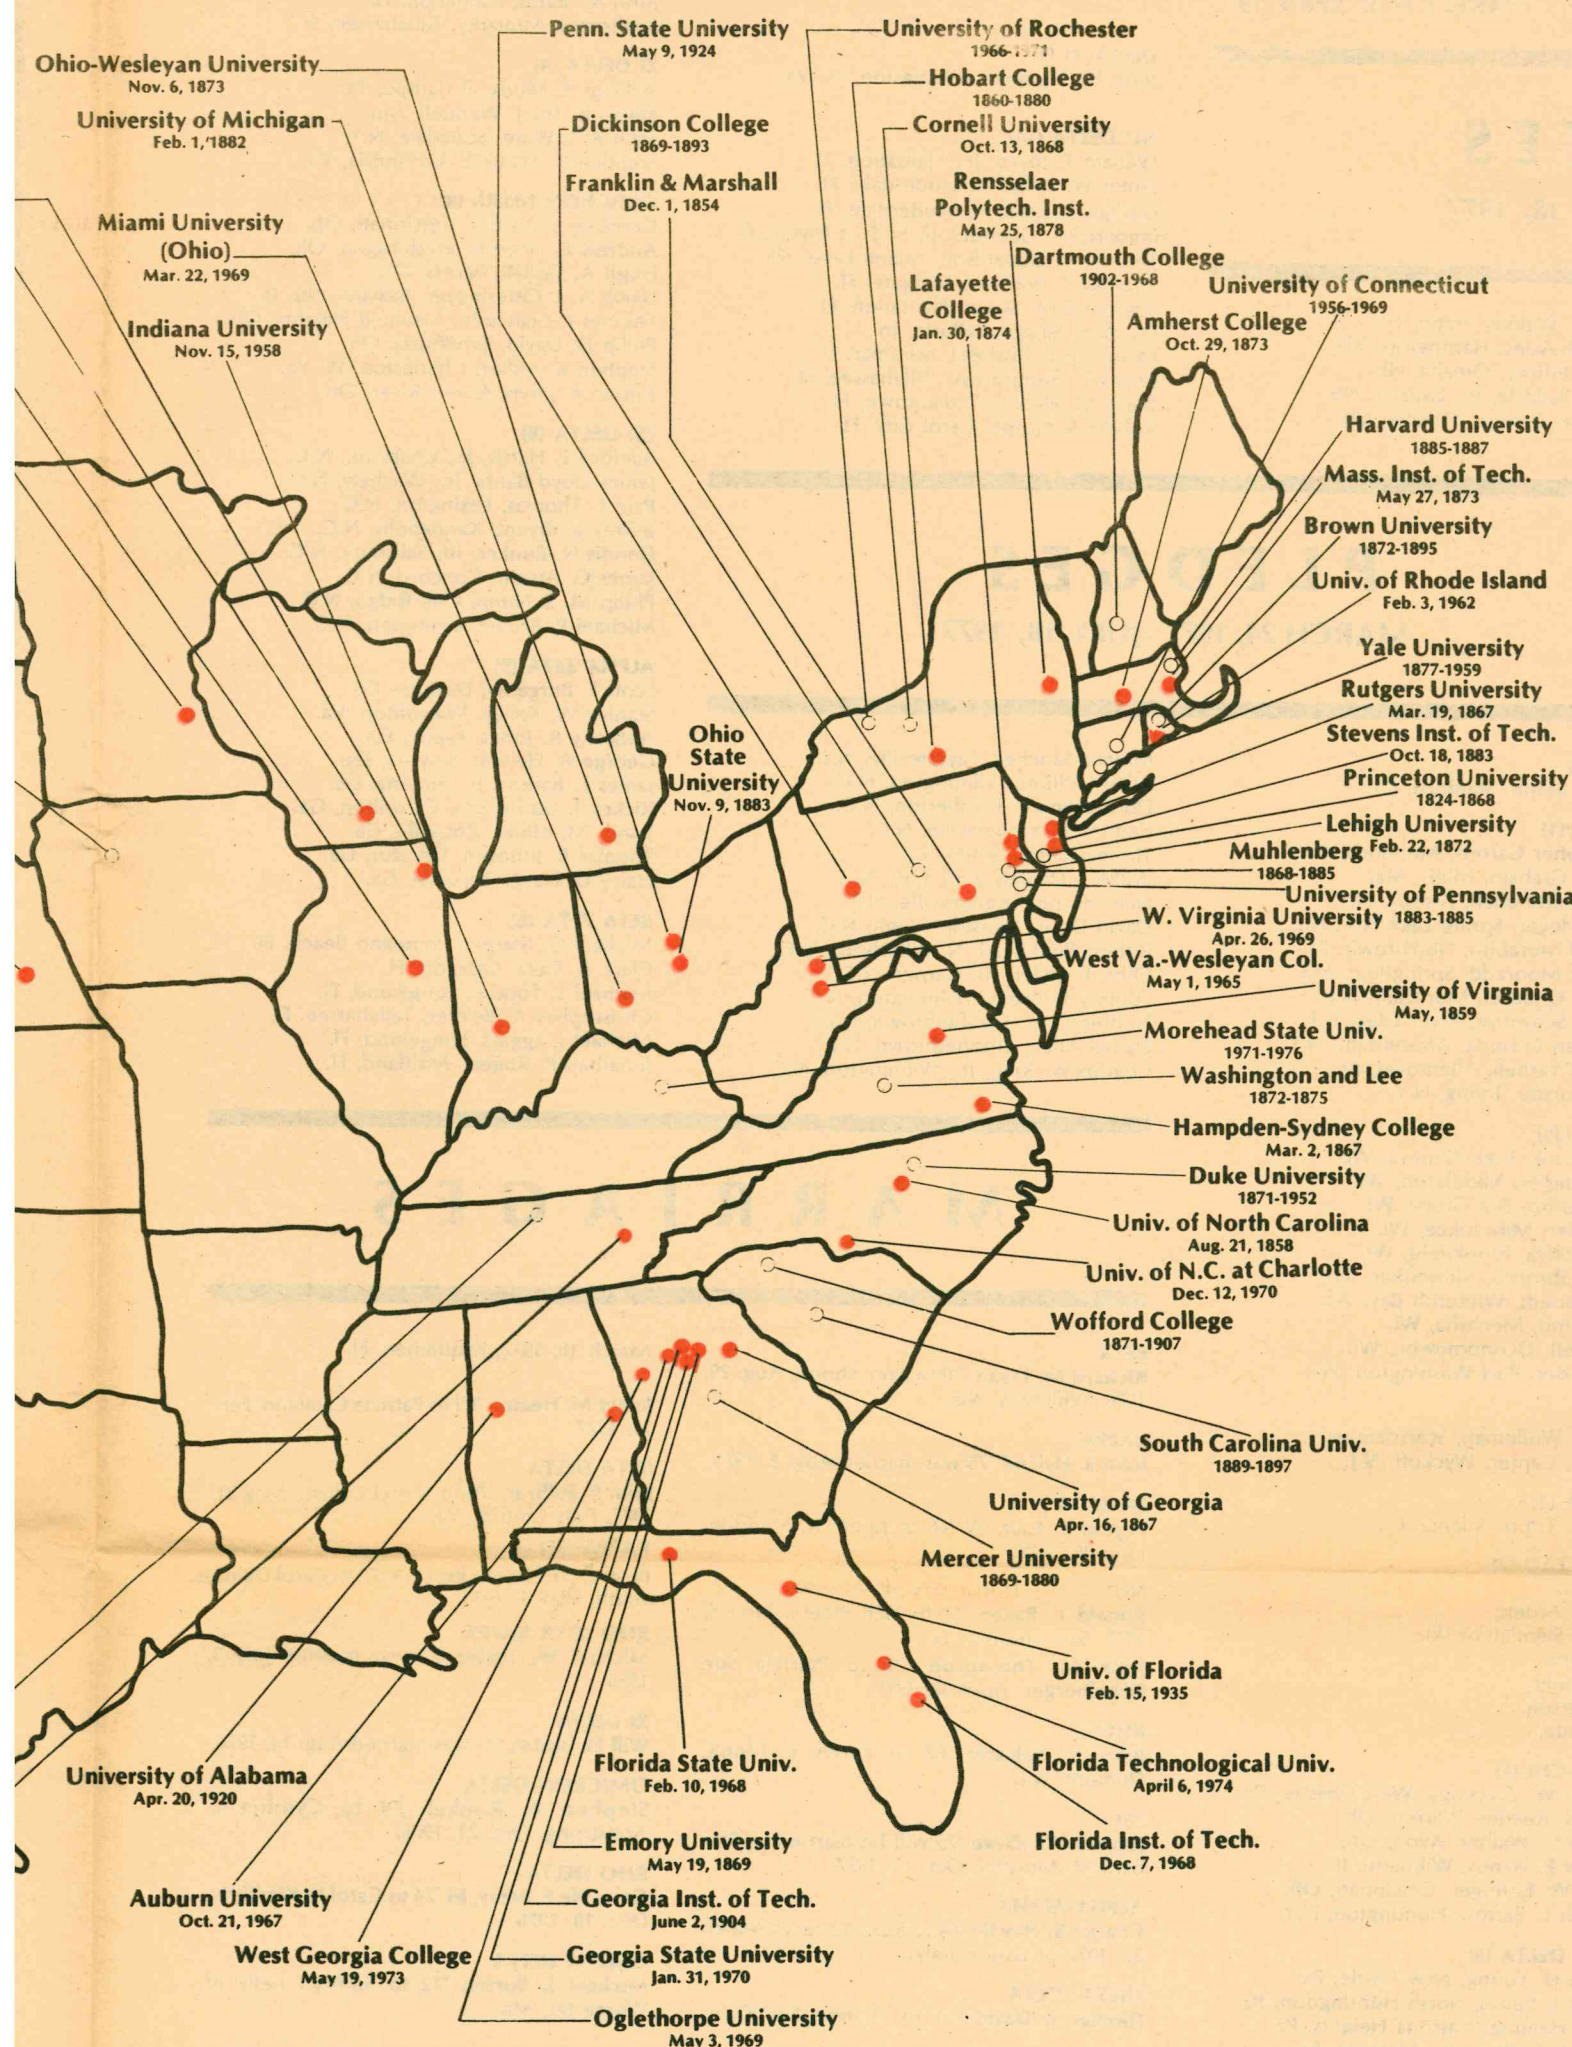 Penn. State University
May 9, 1924
University of Rochester
1966-1971
Ohio-Wesleyan University
Nov. 6, 1873
Hobart College
1860-1880
University of Michigan
Feb. 1, 1882
Dickinson College
1869-1893
Cornell University
Oct. 13, 1868
Franklin & Marshall
Dec. 1, 1854
Rensselaer
Polytech. Inst.
May 25, 1878
Miami University
(Ohio)
Mar. 22, 1969
Dartmouth College
1902-1968
Lafayette
College
Jan. 30, 1874
University of Connecticut
1956-1969
Indiana University
Nov. 15, 1958
Amherst College
Oct. 29, 1873
Harvard University
1885-1887
Mass. Inst. of Tech.
May 27, 1873
Brown University
1872-1895
Univ. of Rhode Island
Feb. 3, 1962
Yale University
1877-1959
Rutgers University
Mar. 19, 1867
Ohio
State
University
Nov. 9, 1883
Stevens Inst. of Tech.
Oct. 18, 1883
Princeton University
1824-1868
Lehigh University
Feb. 22, 1872
Muhlenberg
1868-1885
University of Pennsylvania
1883-1885
W. Virginia University
Apr. 26, 1969
West Va.-Wesleyan Col.
May 1, 1965
University of Virginia
May, 1859
Morehead State Univ.
1971-1976
Washington and Lee
1872-1875
Hampden-Sydney College
Mar. 2, 1867
Duke University
1871-1952
Univ. of North Carolina
Aug. 21, 1858
Univ. of N.C. at Charlotte
Dec. 12, 1970
Wofford College
1871-1907
South Carolina Univ.
1889-1897
University of Georgia
Apr. 16, 1867
Mercer University
1869-1880
Univ. of Florida
Feb. 15, 1935
Florida State Univ.
Feb. 10, 1968
Florida Technological Univ.
April 6, 1974
University of Alabama
Apr. 20, 1920
Emory University
May 19, 1869
Florida Inst. of Tech.
Dec. 7, 1968
Auburn University
Oct. 21, 1967
Georgia Inst. of Tech.
June 2, 1904
West Georgia College
May 19, 1973
Georgia State University
Jan. 31, 1970
Oglethorpe University
May 3, 1969